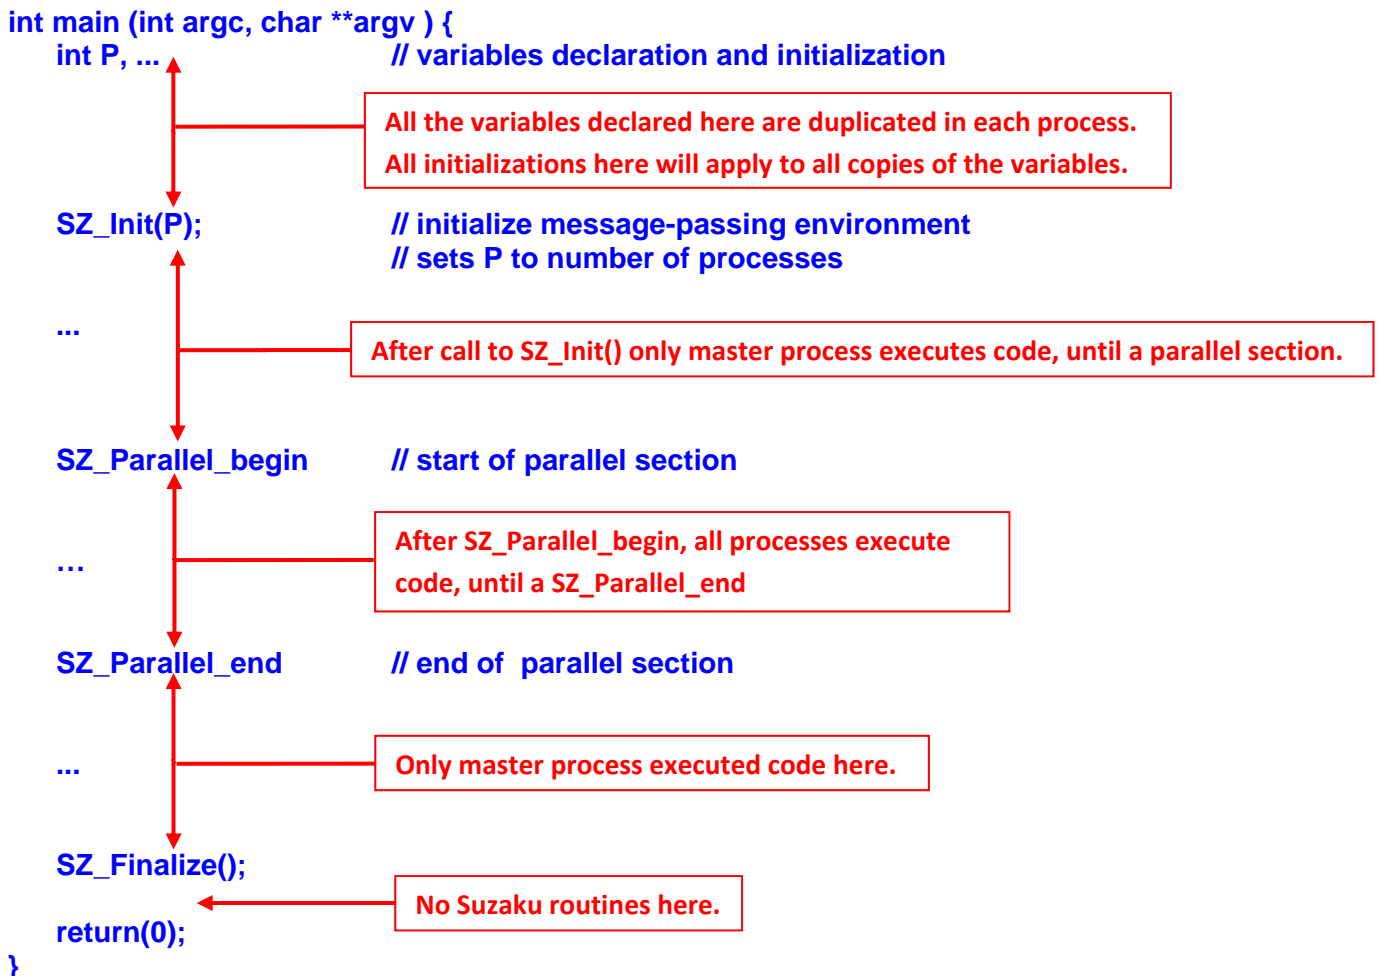 int main (int argc, char **argv ) {
int P, ... // variables declaration and initialization
All the variables declared here are duplicated in each process.
All initializations here will apply to all copies of the variables.
SZ_Init(P); // initialize message-passing environment
// sets P to number of processes
...
After call to SZ_Init() only master process executes code, until a parallel section.
SZ_Parallel_begin // start of parallel section
After SZ_Parallel_begin, all processes execute
...
code, until a SZ_Parallel_end
SZ_Parallel_end // end of  parallel section
... Only master process executed code here.
SZ_Finalize();
No Suzaku routines here.
return(0);
}